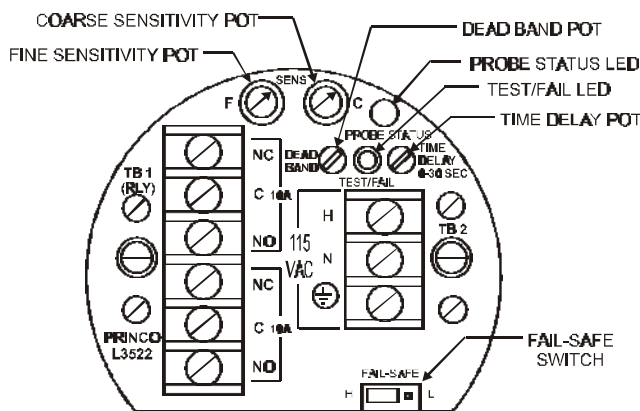 COARSE SENSITIVITY POT
FINE SENSITIVITY POT
DEAD BAND POT
PROBE STATUS LED
TEST/FAIL LED
TIME DELAY POT
SENS
F
C
PROBE STATUS
DEAD
BAND
TIME
DELAY
0-30 SEC
TEST/FAIL
TB 1
(RLY)
NC
C 10A
NO
NC
C 10A
NO
115
VAC
H
N
TB 2
PRINCO
L3522
FAIL-SAFE
H
L
FAIL-SAFE
SWITCH